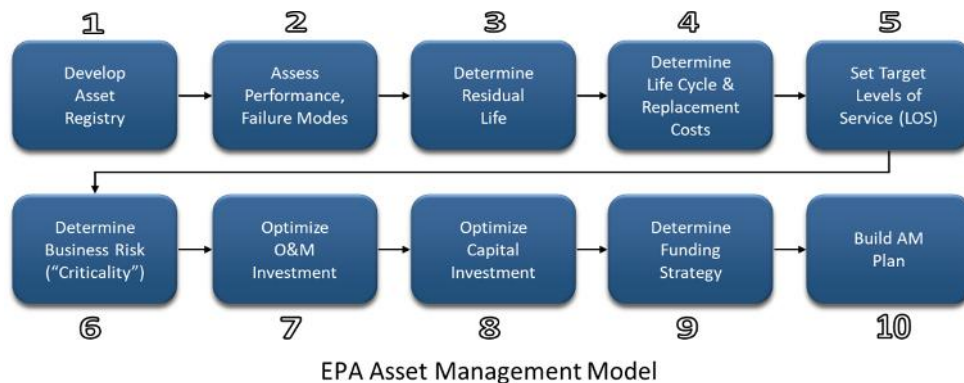 1
Develop
Asset
Registry
2
Assess
Performance,
Failure Modes
3
Determine
Residual
Life
4
Determine
Life Cycle &
Replacement
Costs
5
Set Target
Levels of
Service (LOS)
Determine
Business Risk
(“Criticality”)
6
Optimize
O&M
Investment
7
Optimize
Capital
Investment
8
Determine
Funding
Strategy
9
Build AM
Plan
10
EPA Asset Management Model